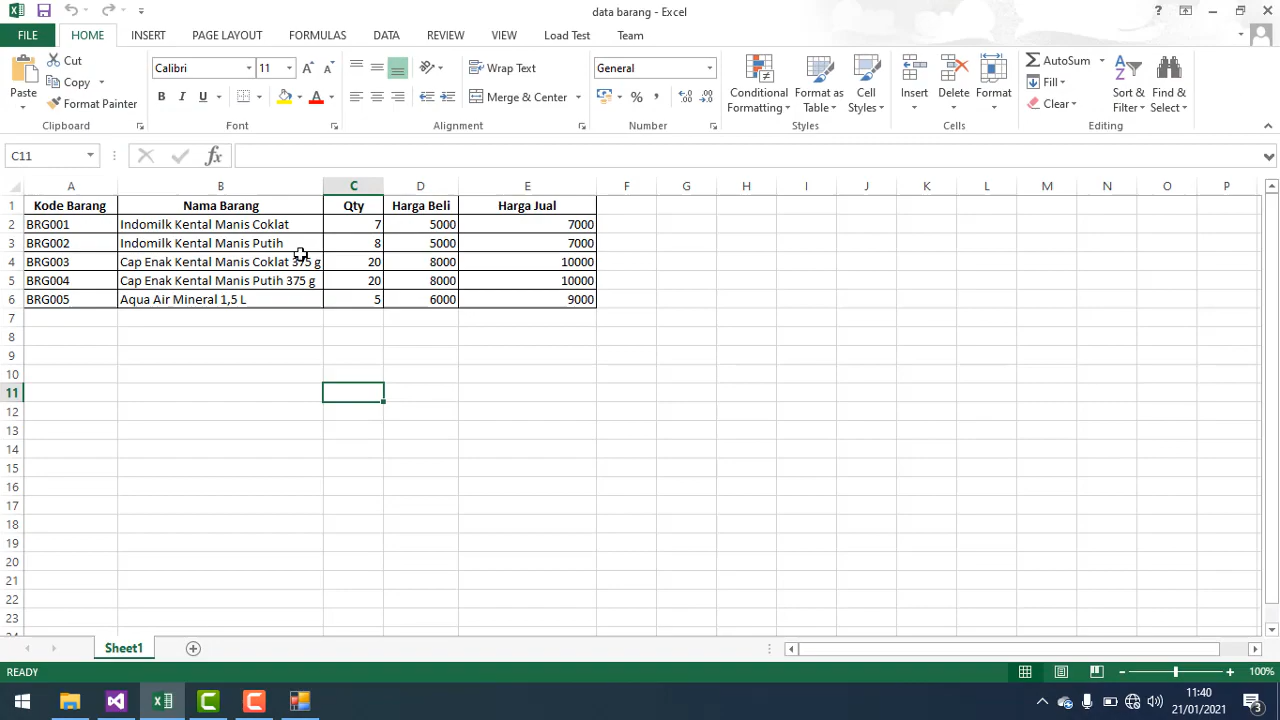 data barang - Excel
FILE HOME INSERT PAGE LAYOUT FORMULAS DATA REVIEW VIEW Load Test Team
Paste
Cut
Copy
Format Painter
Clipboard
Calibri 11
B I U
Font
Wrap Text
Merge & Center
Alignment
General
%
Number
Conditional Formatting
Format as Table
Cell Styles
Styles
Insert
Delete
Format
Cells
AutoSum
Fill
Clear
Sort & Filter
Find & Select
Editing
C11
fx
A B C D E F G H I J K L M N O P
1 Kode Barang Nama Barang Qty Harga Beli Harga Jual
2 BRG001 Indomilk Kental Manis Coklat 7 5000 7000
3 BRG002 Indomilk Kental Manis Putih 8 5000 7000
4 BRG003 Cap Enak Kental Manis Coklat 375 g 20 8000 10000
5 BRG004 Cap Enak Kental Manis Putih 375 g 20 8000 10000
6 BRG005 Aqua Air Mineral 1,5 L 5 6000 9000
7
8
9
10
11
12
13
14
15
16
17
18
19
20
21
22
23
24
Sheet1
READY
100%
11:40
21/01/2021
3